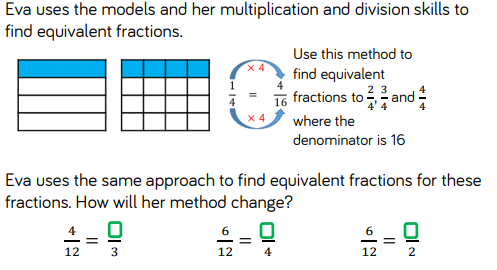 Eva uses the models and her multiplication and division skills to
find equivalent fractions.
Use this method to
find equivalent
fractions to 2/4, 3/4 and 4/4
where the
denominator is 16
× 4
1/4 = 4/16
× 4
Eva uses the same approach to find equivalent fractions for these
fractions. How will her method change?
4/12 = □/3 6/12 = □/4 6/12 = □/2